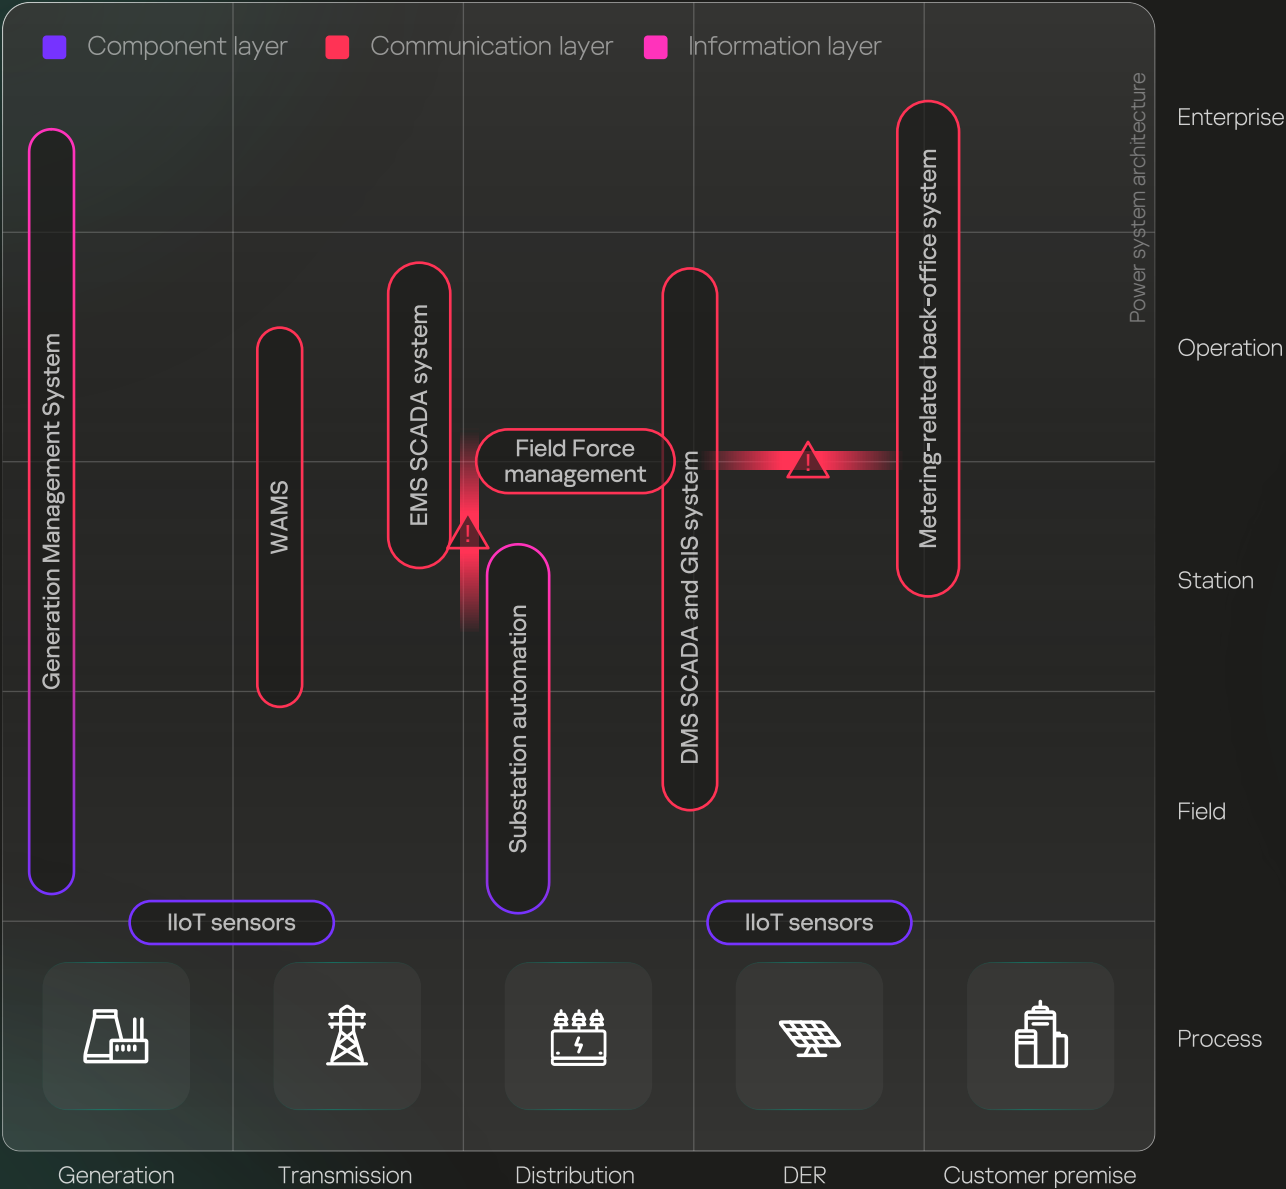 Component layer
Communication layer
Information layer
Power system architecture
Enterprise
Operation
Station
Field
Process
Generation Management System
WAMS
EMS SCADA system
Field Force
management
Substation automation
DMS SCADA and GIS system
Metering-related back-office system
!
!
IIoT sensors
IIoT sensors
Generation
Transmission
Distribution
DER
Customer premise